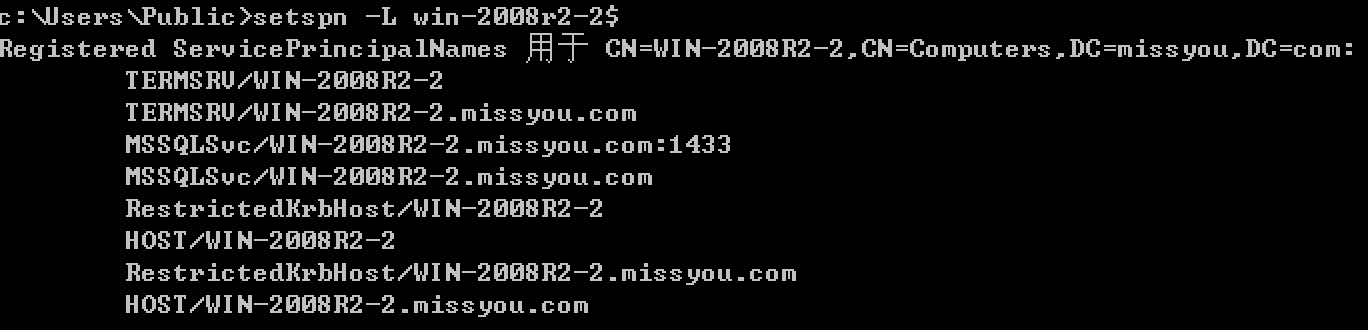 c:\Users\Public>setspn -L win-2008r2-2$
Registered ServicePrincipalNames 用于 CN=WIN-2008R2-2,CN=Computers,DC=missyou,DC=com:
TERMSRV/WIN-2008R2-2
TERMSRV/WIN-2008R2-2.missyou.com
MSSQLSvc/WIN-2008R2-2.missyou.com:1433
MSSQLSvc/WIN-2008R2-2.missyou.com
RestrictedKrbHost/WIN-2008R2-2
HOST/WIN-2008R2-2
RestrictedKrbHost/WIN-2008R2-2.missyou.com
HOST/WIN-2008R2-2.missyou.com